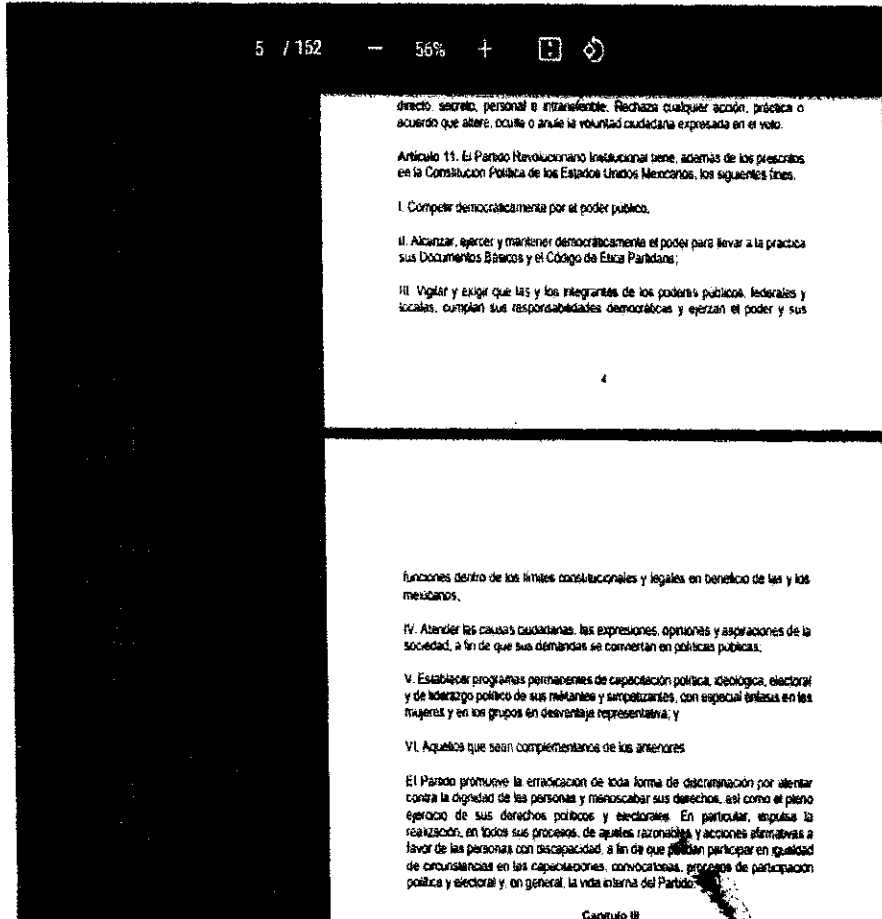 5 / 152 — 56% +
directo, secreto, personal e intransferible. Rechaza cualquier acción, práctica o
acuerdo que altere, oculte o anule la voluntad ciudadana expresada en el voto.
Artículo 11. El Partido Revolucionario Institucional tiene, además de los prescritos
en la Constitución Política de los Estados Unidos Mexicanos, los siguientes fines.
I. Competir democráticamente por el poder público,
II. Alcanzar, ejercer y mantener democráticamente el poder para llevar a la práctica
sus Documentos Básicos y el Código de Ética Partidaria;
III. Vigilar y exigir que las y los integrantes de los poderes públicos, federales y
locales, cumplan sus responsabilidades democráticas y ejerzan el poder y sus
4
funciones dentro de los límites constitucionales y legales en beneficio de las y los
mexicanos,
IV. Atender las causas ciudadanas, las expresiones, opiniones y aspiraciones de la
sociedad, a fin de que sus demandas se conviertan en políticas públicas;
V. Establecer programas permanentes de capacitación política, ideológica, electoral
y de liderazgo político de sus militantes y simpatizantes, con especial énfasis en las
mujeres y en los grupos en desventaja representativa; y
VI. Aquellos que sean complementarios de los anteriores
El Partido promueve la erradicación de toda forma de discriminación por atentar
contra la dignidad de las personas y menoscabar sus derechos, así como el pleno
ejercicio de sus derechos políticos y electorales. En particular, impulsa la
realización, en todos sus procesos, de ajustes razonables y acciones afirmativas a
favor de las personas con discapacidad, a fin de que puedan participar en igualdad
de circunstancias en las capacitaciones, convocatorias, procesos de participación
política y electoral y, en general, la vida interna del Partido.
Capítulo III